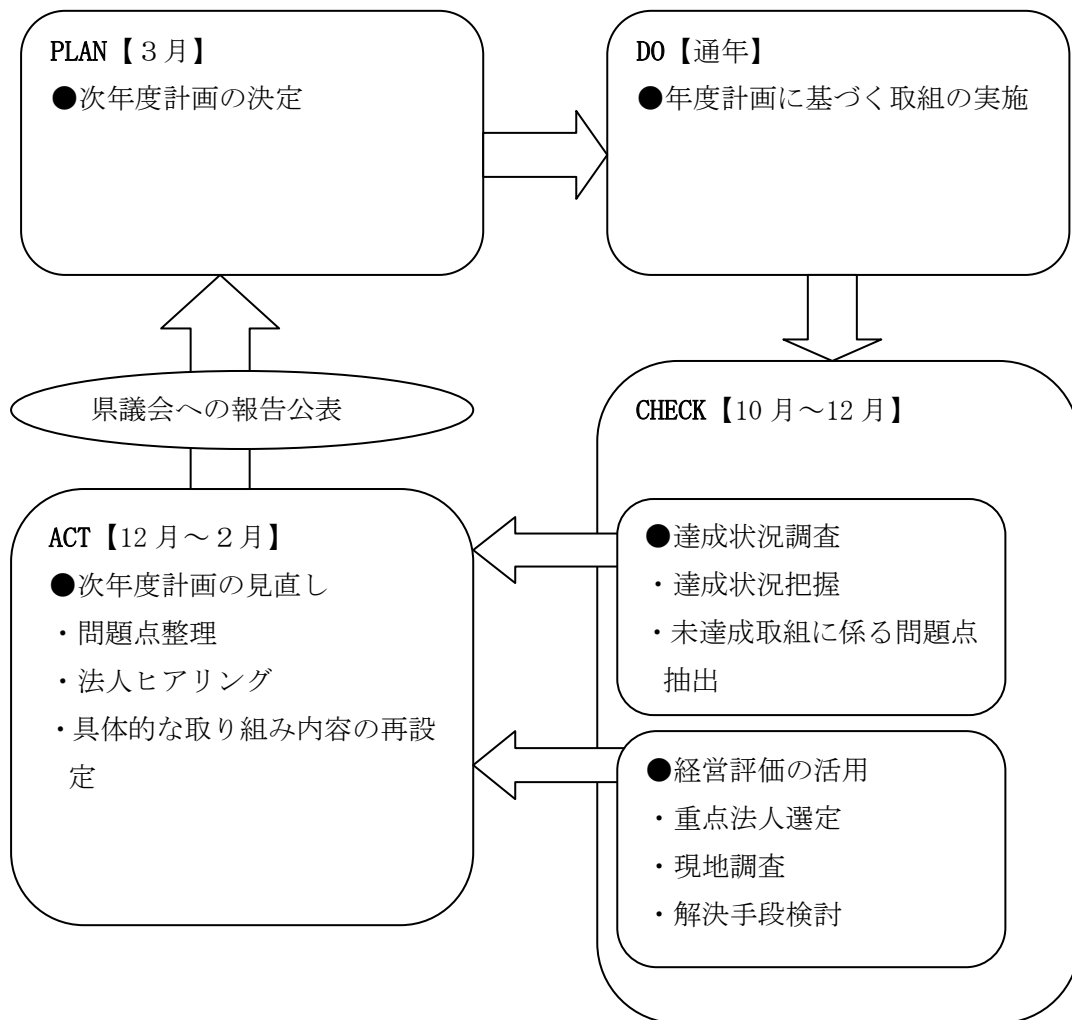 PLAN【３月】
●次年度計画の決定
DO【通年】
●年度計画に基づく取組の実施
県議会への報告公表
CHECK【10 月～12 月】
●達成状況調査
・達成状況把握
・未達成取組に係る問題点
抽出
●経営評価の活用
・重点法人選定
・現地調査
・解決手段検討
ACT【12 月～２月】
●次年度計画の見直し
・問題点整理
・法人ヒアリング
・具体的な取り組み内容の再設
定